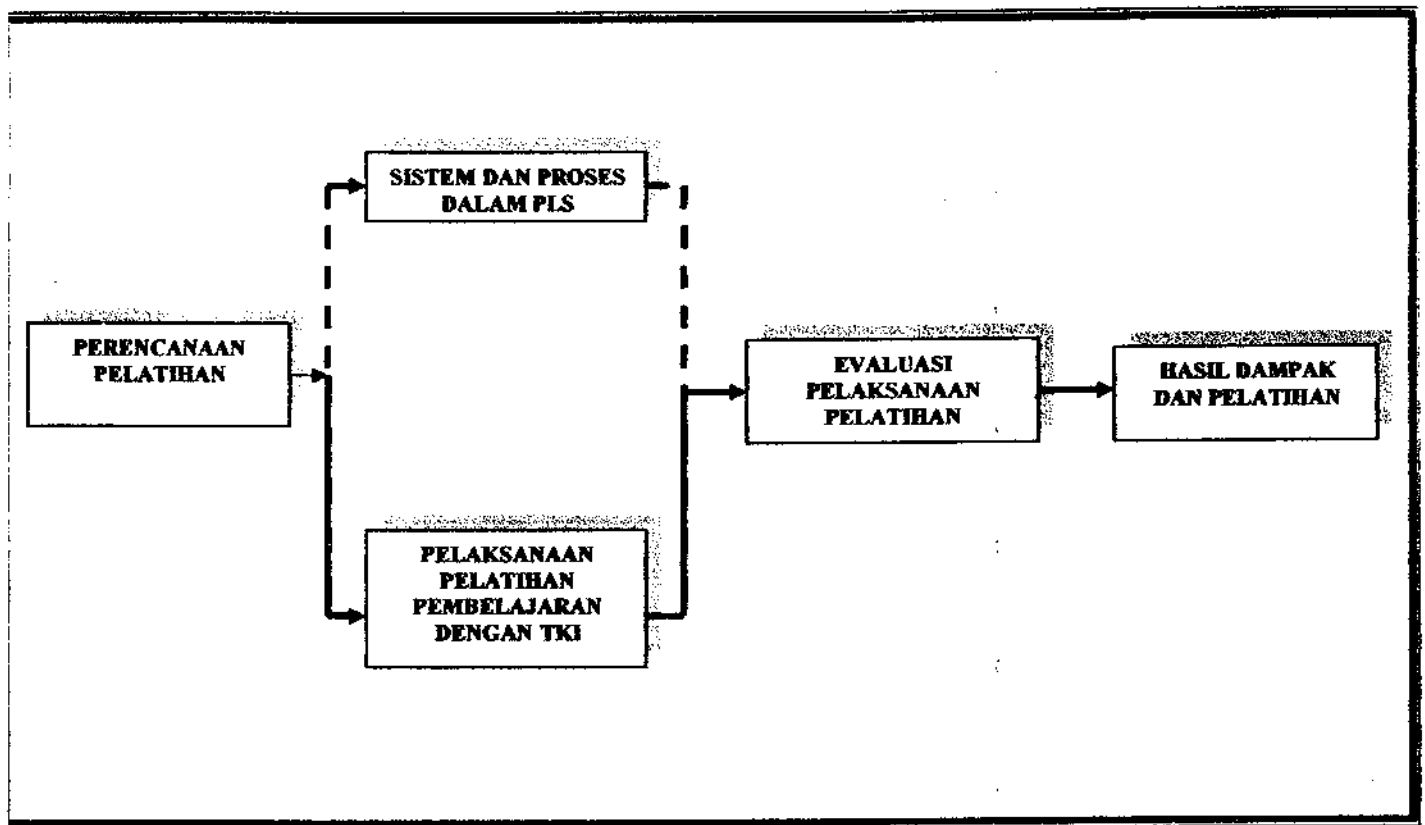 SISTEM DAN PROSES
DALAM PLS
PERENCANAAN
PELATIHAN
EVALUASI
PELAKSANAAN
PELATIHAN
HASIL DAMPAK
DAN PELATIHAN
PELAKSANAAN
PELATIHAN
PEMBELAJARAN
DENGAN TKI